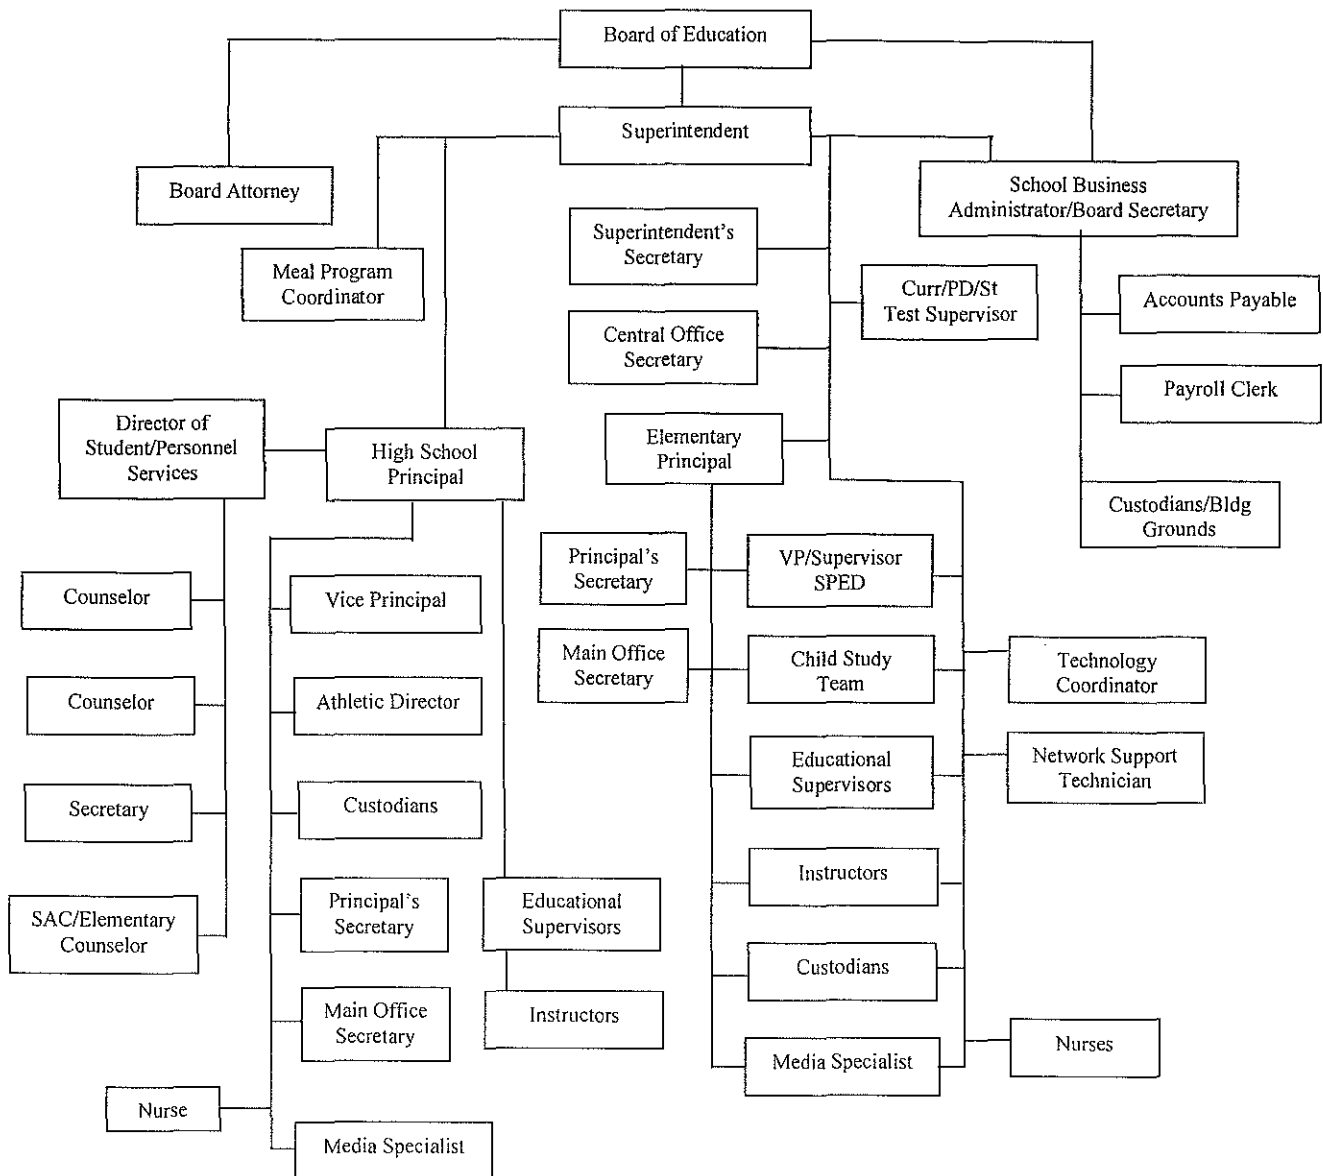 Board of Education
Superintendent
Board Attorney
School Business
Administrator/Board Secretary
Superintendent's
Secretary
Meal Program
Coordinator
Curr/PD/St
Test Supervisor
Accounts Payable
Central Office
Secretary
Payroll Clerk
Director of
Student/Personnel
Services
High School
Principal
Elementary
Principal
Custodians/Bldg
Grounds
Principal's
Secretary
VP/Supervisor
SPED
Counselor
Vice Principal
Main Office
Secretary
Child Study
Team
Technology
Coordinator
Counselor
Athletic Director
Educational
Supervisors
Network Support
Technician
Secretary
Custodians
Instructors
SAC/Elementary
Counselor
Principal's
Secretary
Educational
Supervisors
Custodians
Main Office
Secretary
Instructors
Media Specialist
Nurses
Nurse
Media Specialist